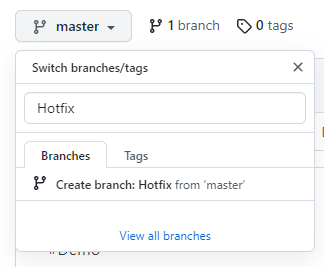 master 1 branch 0 tags
Switch branches/tags
Hotfix
Branches Tags
Create branch: Hotfix from ‘master’
View all branches
#Demo